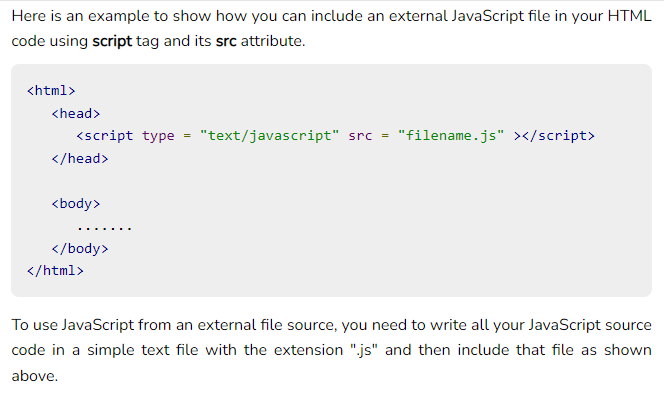 Here is an example to show how you can include an external JavaScript file in your HTML
code using script tag and its src attribute.
<html>
<head>
<script type = "text/javascript" src = "filename.js" ></script>
</head>
<body>
.......
</body>
</html>
To use JavaScript from an external file source, you need to write all your JavaScript source
code in a simple text file with the extension ".js" and then include that file as shown
above.